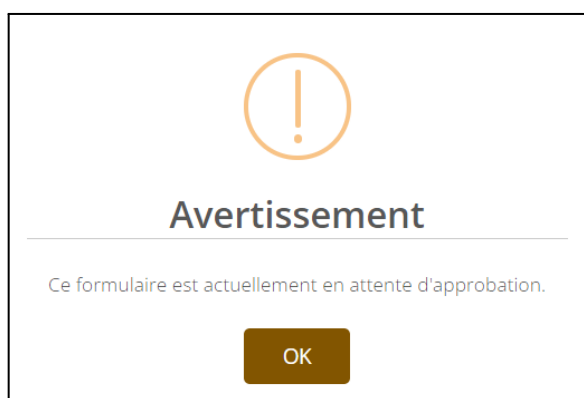 Avertissement
Ce formulaire est actuellement en attente d'approbation.
OK